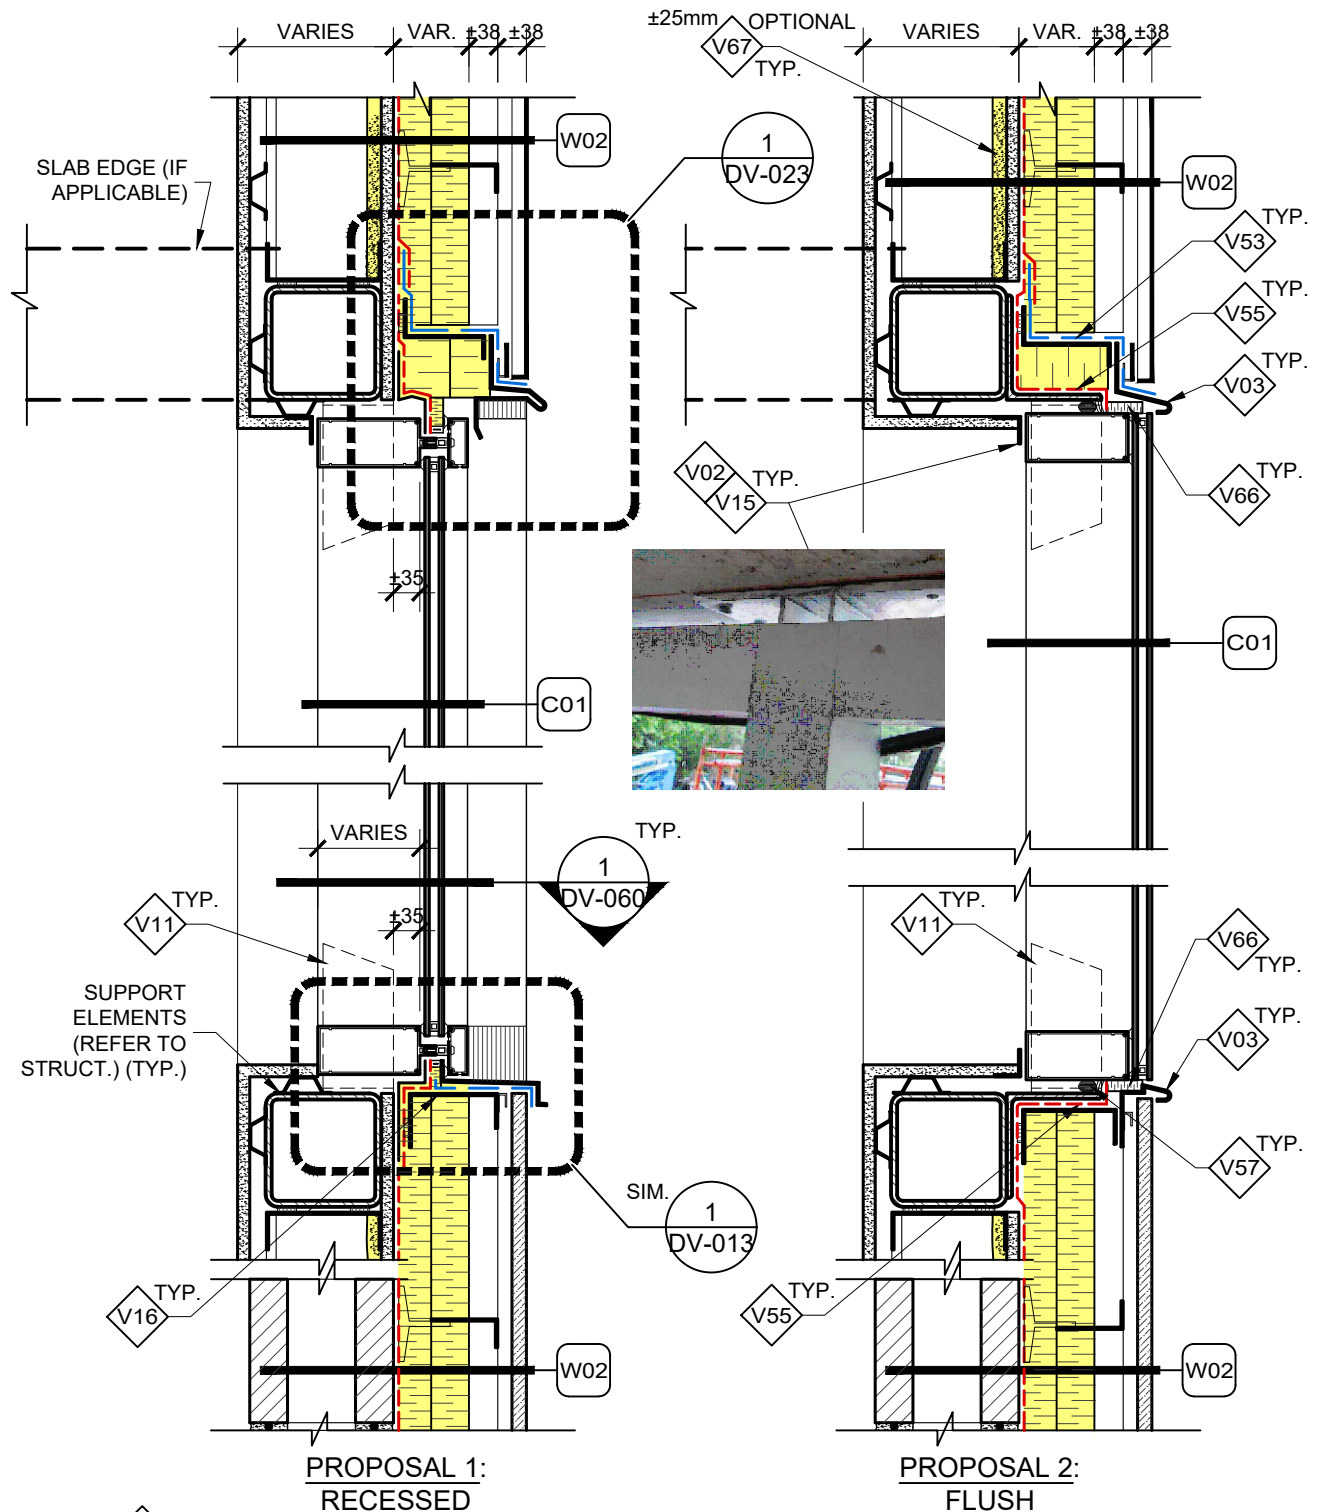 ±25mm OPTIONAL
VARIES
VAR.
±38
±38
V67
TYP.
VARIES
VAR.
±38
±38
W02
1
DV-023
W02
SLAB EDGE (IF
APPLICABLE)
TYP.
V53
TYP.
V55
TYP.
V03
V02
V15
TYP.
TYP.
V66
±35
C01
C01
VARIES
TYP.
1
DV-060
TYP.
V11
±35
TYP.
V11
V66
TYP.
SUPPORT
ELEMENTS
(REFER TO
STRUCT.) (TYP.)
TYP.
V03
TYP.
V57
SIM.
1
DV-013
TYP.
V16
TYP.
V55
W02
W02
PROPOSAL 1:
RECESSED
PROPOSAL 2:
FLUSH